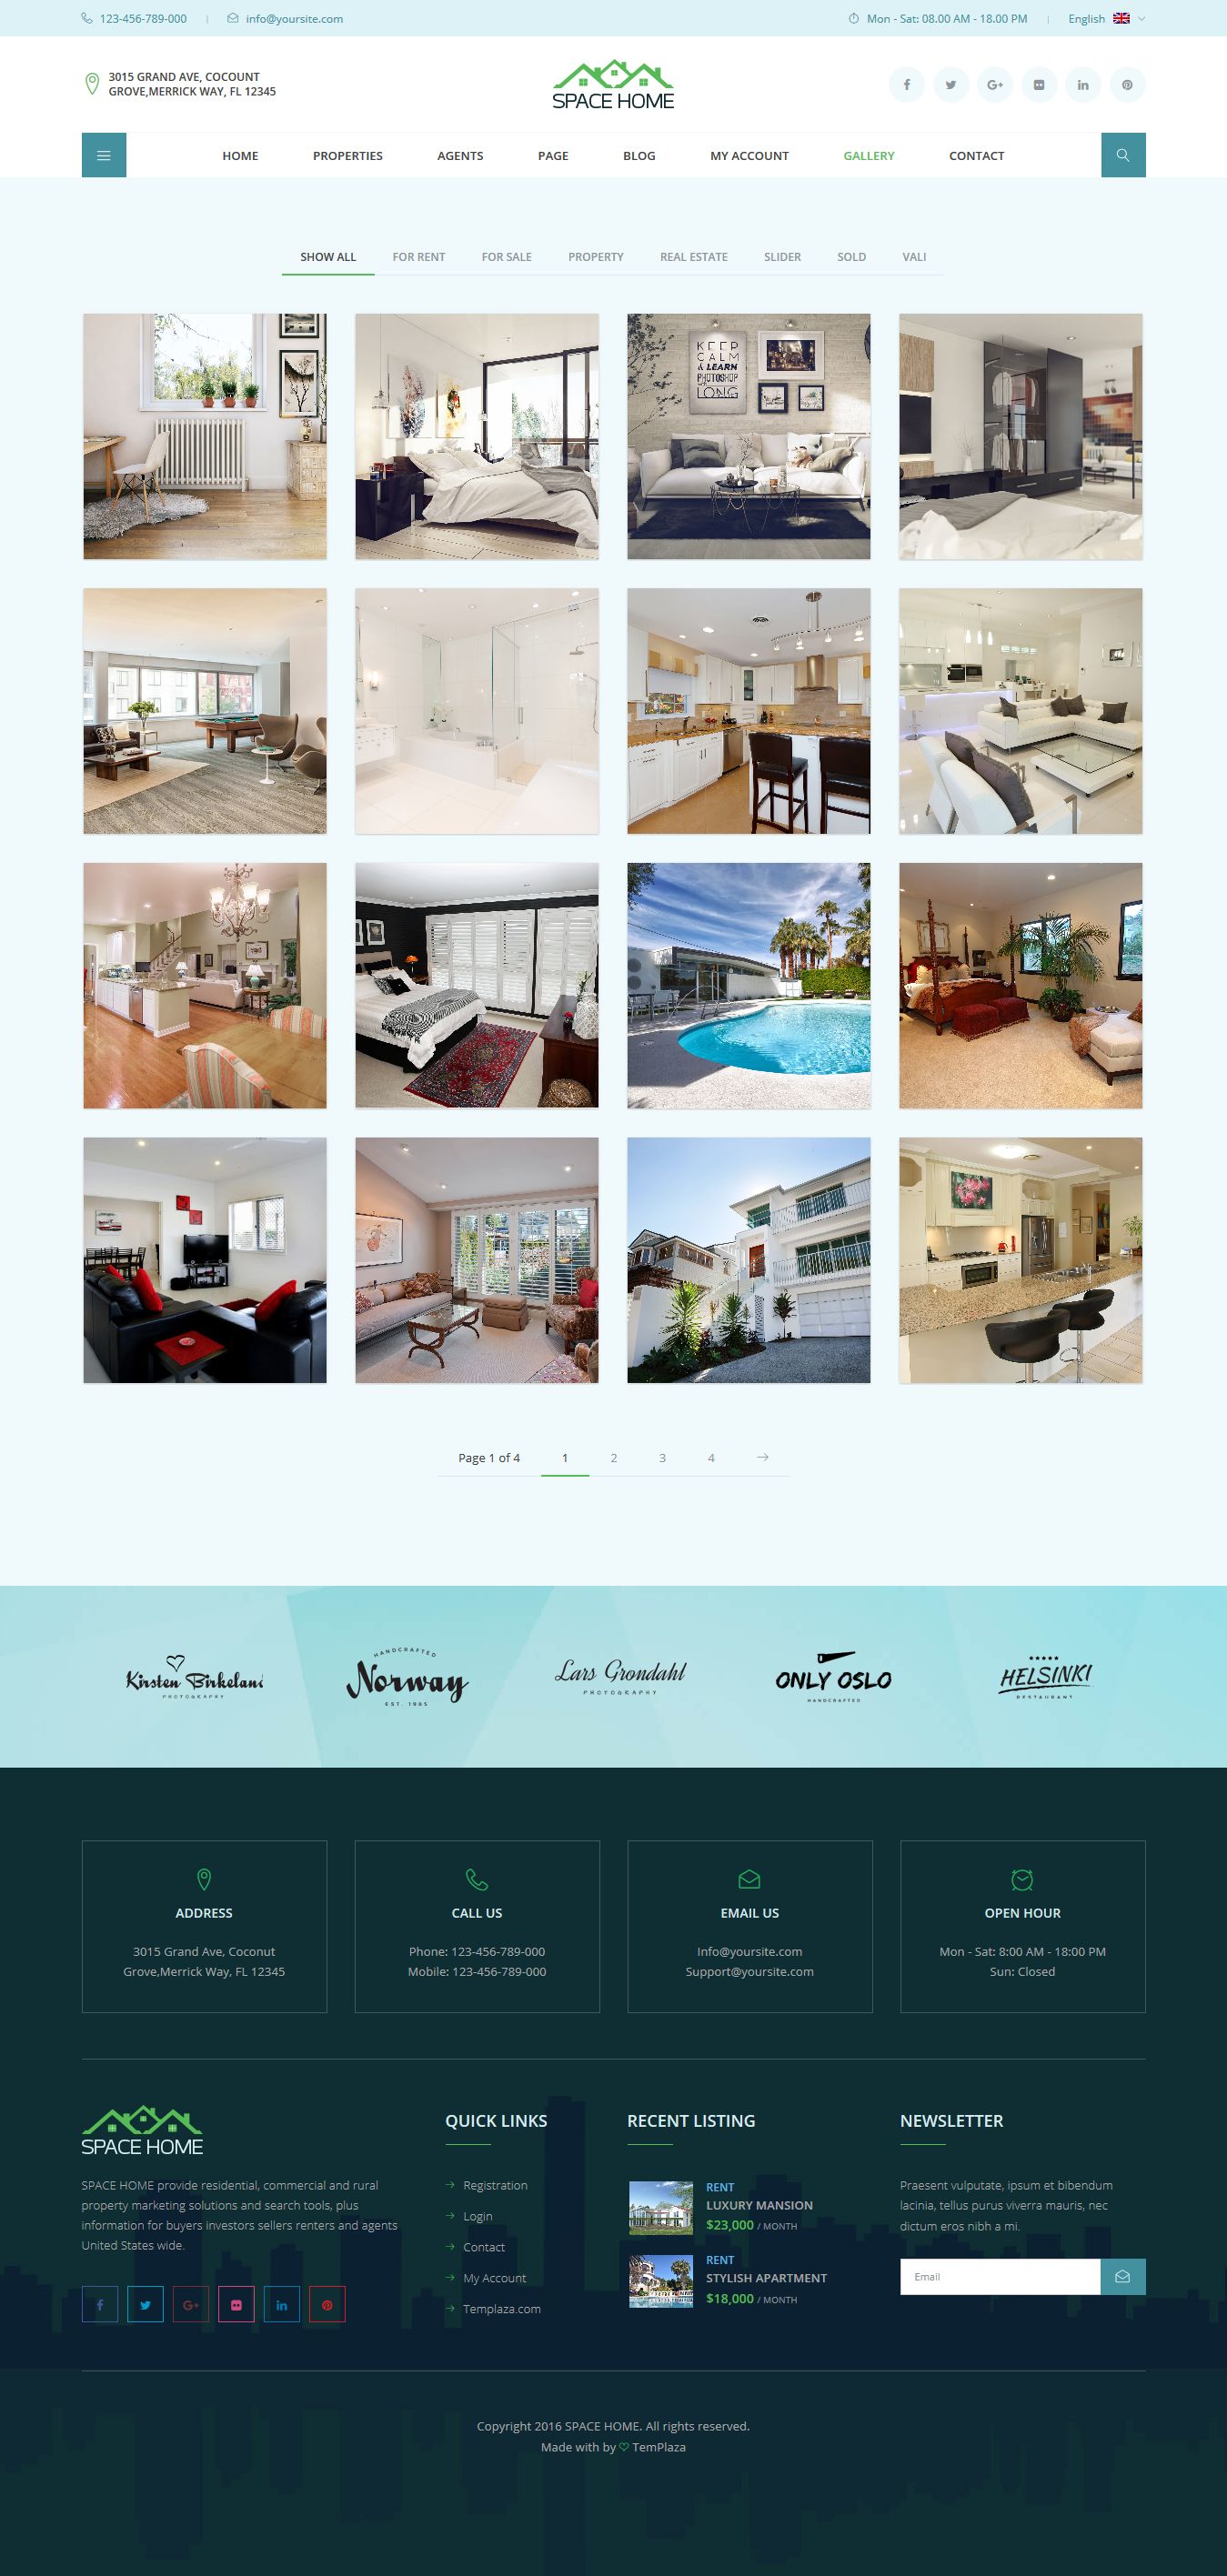 123-456-789-000
info@yoursite.com
Mon - Sat: 08.00 AM - 18.00 PM
English
3015 GRAND AVE, COCOUNT
GROVE,MERRICK WAY, FL 12345
SPACE HOME
HOME
PROPERTIES
AGENTS
PAGE
BLOG
MY ACCOUNT
GALLERY
CONTACT
SHOW ALL
FOR RENT
FOR SALE
PROPERTY
REAL ESTATE
SLIDER
SOLD
VALI
KEEP
CALM
& LEARN
PHOTOSHOP
LONG
Page 1 of 4
1
2
3
4
Kirsten Birkeland
PHOTOGRAPHY
HANDCRAFTED
Norway
EST. 1985
Lars Grondahl
PHOTOGRAPHY
ONLY OSLO
HANDCRAFTED
HELSINKI
RESTAURANT
ADDRESS
3015 Grand Ave, Coconut
Grove,Merrick Way, FL 12345
CALL US
Phone: 123-456-789-000
Mobile: 123-456-789-000
EMAIL US
Info@yoursite.com
Support@yoursite.com
OPEN HOUR
Mon - Sat: 8:00 AM - 18:00 PM
Sun: Closed
SPACE HOME
SPACE HOME provide residential, commercial and rural
property marketing solutions and search tools, plus
information for buyers investors sellers renters and agents
United States wide.
QUICK LINKS
Registration
Login
Contact
My Account
Templaza.com
RECENT LISTING
RENT
LUXURY MANSION
$23,000 / MONTH
RENT
STYLISH APARTMENT
$18,000 / MONTH
NEWSLETTER
Praesent vulputate, ipsum et bibendum
lacinia, tellus purus viverra mauris, nec
dictum eros nibh a mi.
Email
Copyright 2016 SPACE HOME. All rights reserved.
Made with by TemPlaza